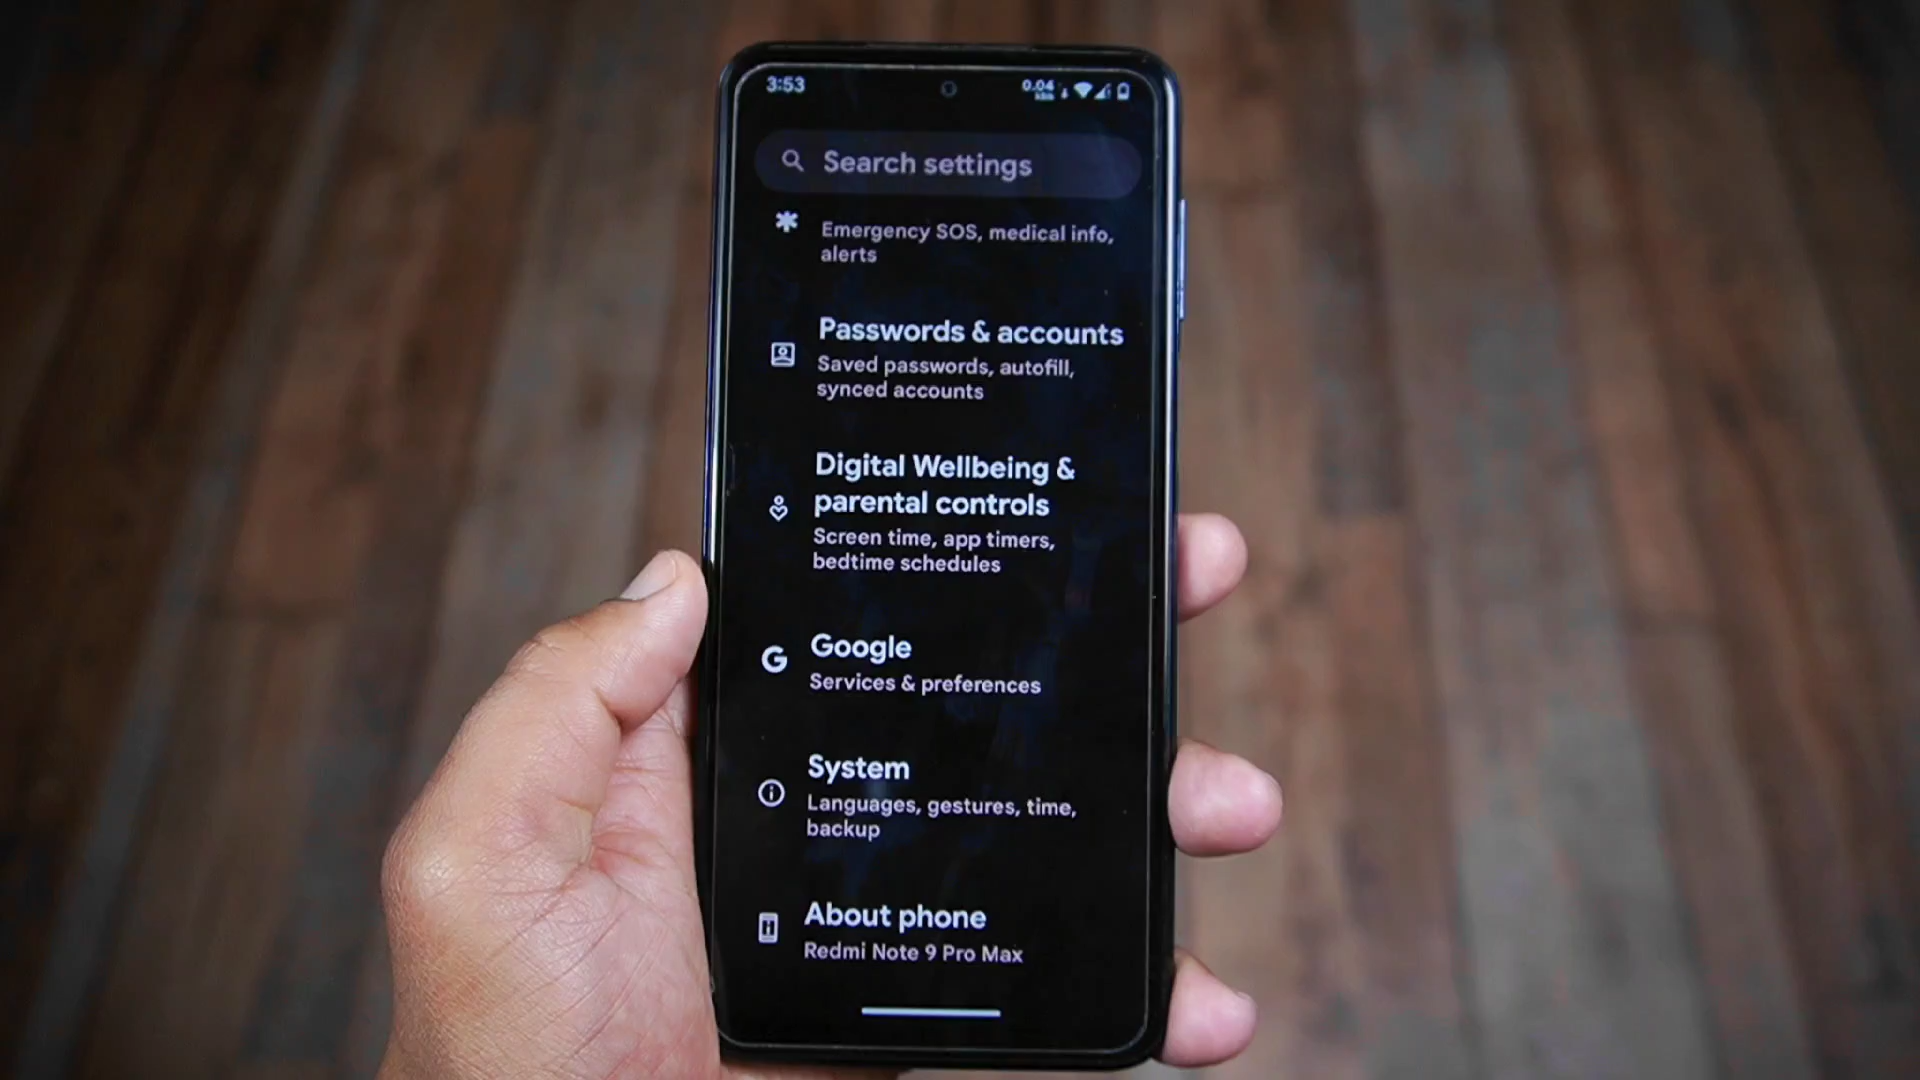 3:53
0.04
Search settings
Emergency SOS, medical info,
alerts
Passwords & accounts
Saved passwords, autofill,
synced accounts
Digital Wellbeing &
parental controls
Screen time, app timers,
bedtime schedules
Google
Services & preferences
System
Languages, gestures, time,
backup
About phone
Redmi Note 9 Pro Max